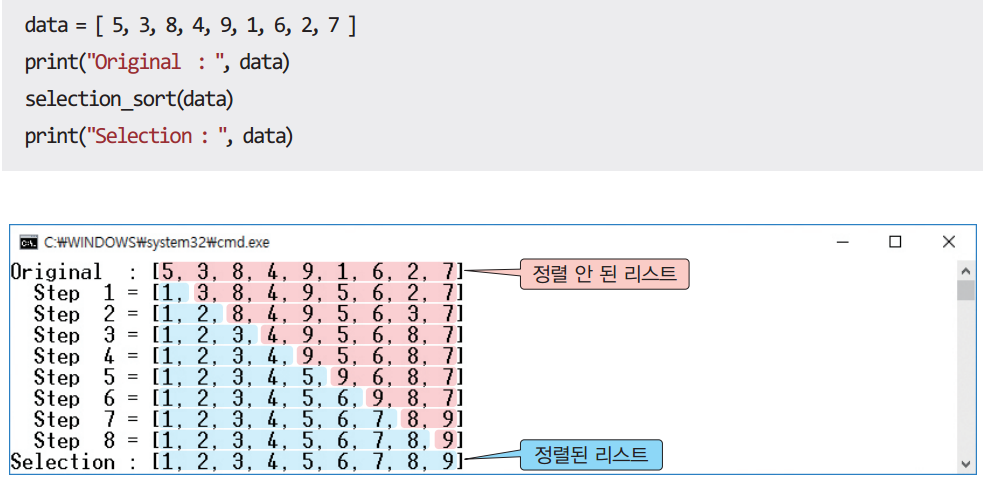 data = [ 5, 3, 8, 4, 9, 1, 6, 2, 7 ]
print("Original : ", data)
selection_sort(data)
print("Selection : ", data)
C:₩WINDOWS₩system32₩cmd.exe
Original : [5, 3, 8, 4, 9, 1, 6, 2, 7] 정렬 안 된 리스트
Step 1 = [1, 3, 8, 4, 9, 5, 6, 2, 7]
Step 2 = [1, 2, 8, 4, 9, 5, 6, 3, 7]
Step 3 = [1, 2, 3, 4, 9, 5, 6, 8, 7]
Step 4 = [1, 2, 3, 4, 9, 5, 6, 8, 7]
Step 5 = [1, 2, 3, 4, 5, 9, 6, 8, 7]
Step 6 = [1, 2, 3, 4, 5, 6, 9, 8, 7]
Step 7 = [1, 2, 3, 4, 5, 6, 7, 8, 9]
Step 8 = [1, 2, 3, 4, 5, 6, 7, 8, 9]
Selection : [1, 2, 3, 4, 5, 6, 7, 8, 9] 정렬된 리스트